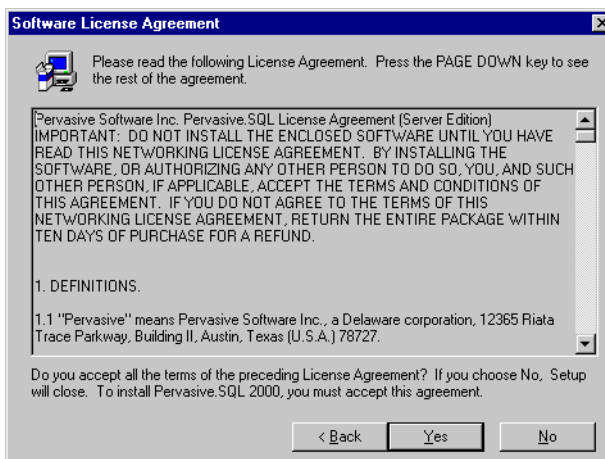 Software License Agreement
Please read the following License Agreement. Press the PAGE DOWN key to see
the rest of the agreement.
Pervasive Software Inc. Pervasive.SQL License Agreement (Server Edition)
IMPORTANT: DO NOT INSTALL THE ENCLOSED SOFTWARE UNTIL YOU HAVE
READ THIS NETWORKING LICENSE AGREEMENT. BY INSTALLING THE
SOFTWARE, OR AUTHORIZING ANY OTHER PERSON TO DO SO, YOU, AND SUCH
OTHER PERSON, IF APPLICABLE, ACCEPT THE TERMS AND CONDITIONS OF
THIS AGREEMENT. IF YOU DO NOT AGREE TO THE TERMS OF THIS
NETWORKING LICENSE AGREEMENT, RETURN THE ENTIRE PACKAGE WITHIN
TEN DAYS OF PURCHASE FOR A REFUND.
1. DEFINITIONS.
1.1 "Pervasive" means Pervasive Software Inc., a Delaware corporation, 12365 Riata
Trace Parkway, Building II, Austin, Texas (U.S.A.) 78727.
Do you accept all the terms of the preceding License Agreement? If you choose No, Setup
will close. To install Pervasive.SQL 2000, you must accept this agreement.
< Back Yes No